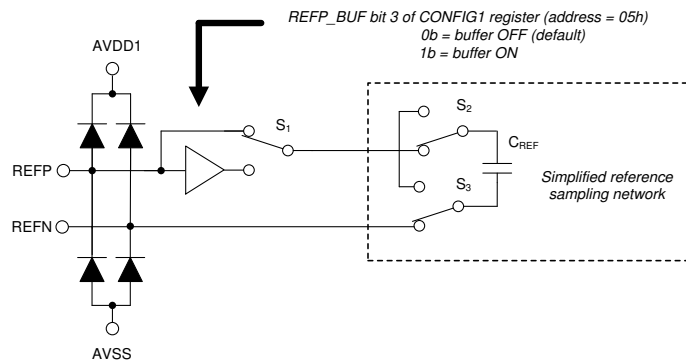 REFP_BUF bit 3 of CONFIG1 register (address = 05h)
0b = buffer OFF (default)
1b = buffer ON
AVDD1
S1
S2
CREF
REFP
Simplified reference
sampling network
S3
REFN
AVSS